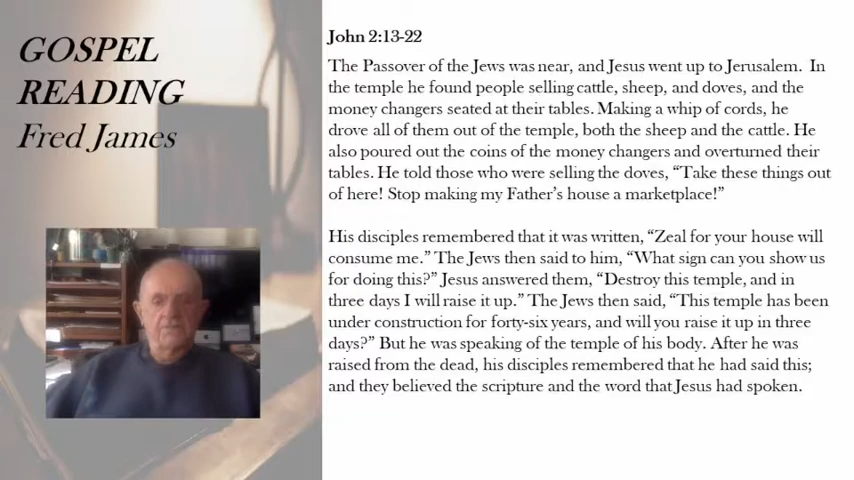 GOSPEL
READING
Fred James
John 2:13-22
The Passover of the Jews was near, and Jesus went up to Jerusalem. In
the temple he found people selling cattle, sheep, and doves, and the
money changers seated at their tables. Making a whip of cords, he
drove all of them out of the temple, both the sheep and the cattle. He
also poured out the coins of the money changers and overturned their
tables. He told those who were selling the doves, “Take these things out
of here! Stop making my Father’s house a marketplace!”
His disciples remembered that it was written, “Zeal for your house will
consume me.” The Jews then said to him, “What sign can you show us
for doing this?” Jesus answered them, “Destroy this temple, and in
three days I will raise it up.” The Jews then said, “This temple has been
under construction for forty-six years, and will you raise it up in three
days?” But he was speaking of the temple of his body. After he was
raised from the dead, his disciples remembered that he had said this;
and they believed the scripture and the word that Jesus had spoken.